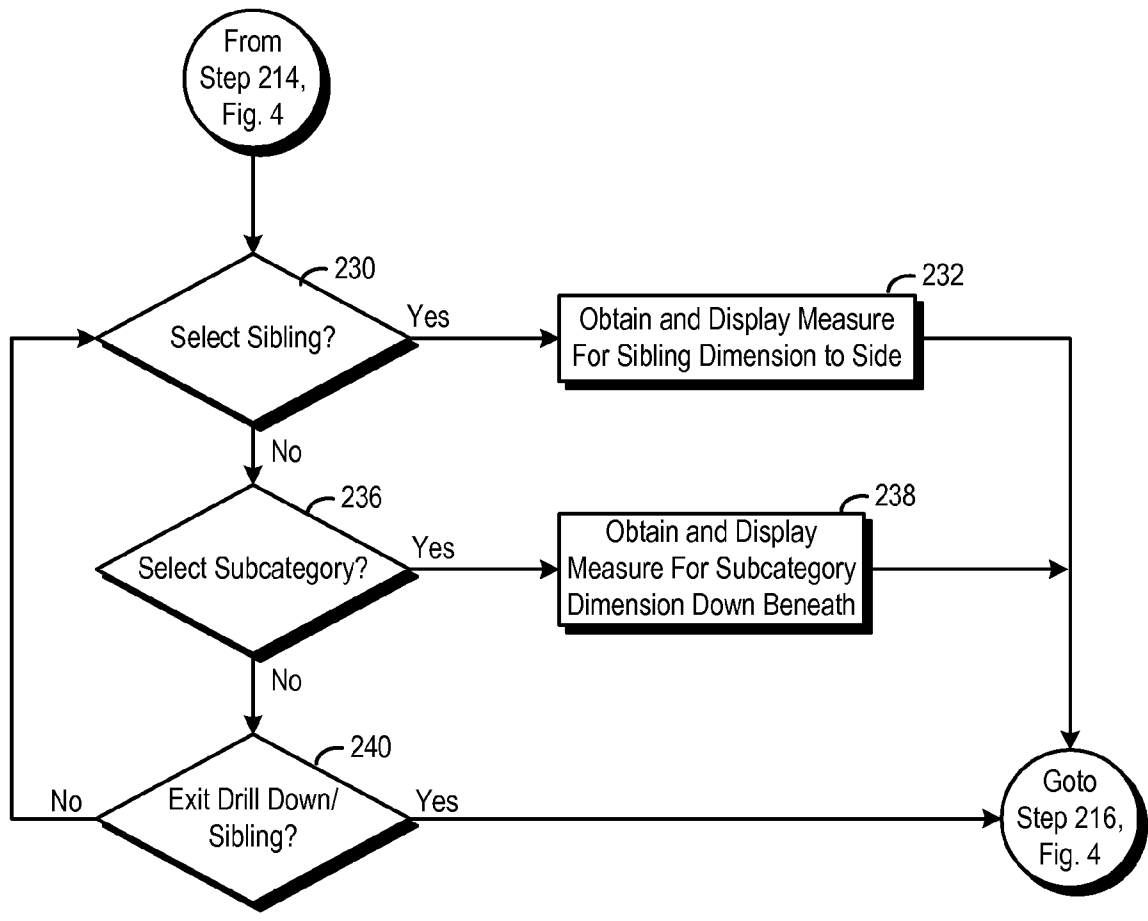 From
Step 214,
Fig. 4
230
Select Sibling?
Yes
232
Obtain and Display Measure
For Sibling Dimension to Side
No
236
Select Subcategory?
Yes
238
Obtain and Display
Measure For Subcategory
Dimension Down Beneath
No
240
Exit Drill Down/
Sibling?
No
Yes
Goto
Step 216,
Fig. 4